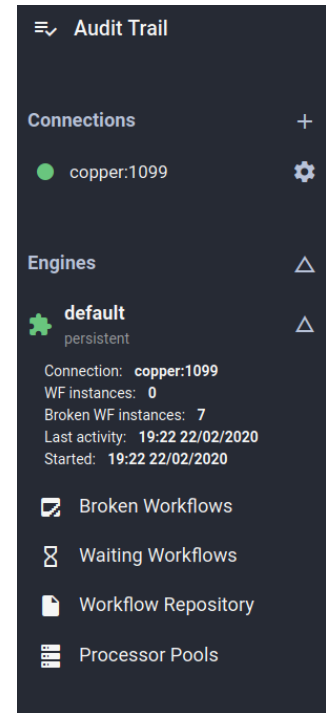 Audit Trail
Connections
copper:1099
Engines
default
persistent
Connection: copper:1099
WF instances: 0
Broken WF instances: 7
Last activity: 19:22 22/02/2020
Started: 19:22 22/02/2020
Broken Workflows
Waiting Workflows
Workflow Repository
Processor Pools